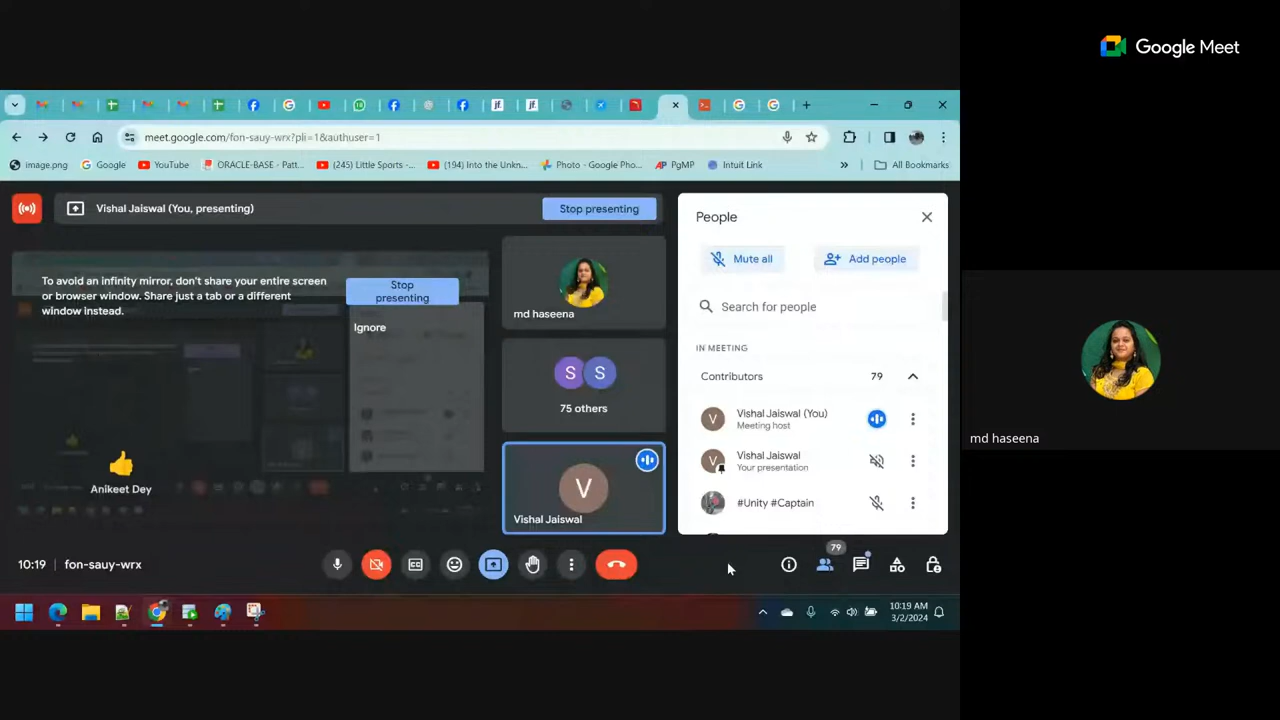 Google Meet
meet.google.com/fon-sauy-wrx?pli=1&authuser=1
image.png
Google
YouTube
ORACLE-BASE - Patt...
(245) Little Sports -...
(194) Into the Unkn...
Photo - Google Pho...
PgMP
Intuit Link
»
All Bookmarks
Vishal Jaiswal (You, presenting)
Stop presenting
People
Mute all
Add people
To avoid an infinity mirror, don't share your entire screen
or browser window. Share just a tab or a different
window instead.
Stop
presenting
Ignore
md haseena
Search for people
IN MEETING
Contributors
79
S
S
75 others
V
Vishal Jaiswal (You)
Meeting host
V
Vishal Jaiswal
Your presentation
#Unity #Captain
V
Vishal Jaiswal
Aniket Dey
md haseena
10:19
fon-sauy-wrx
79
10:19 AM
3/2/2024